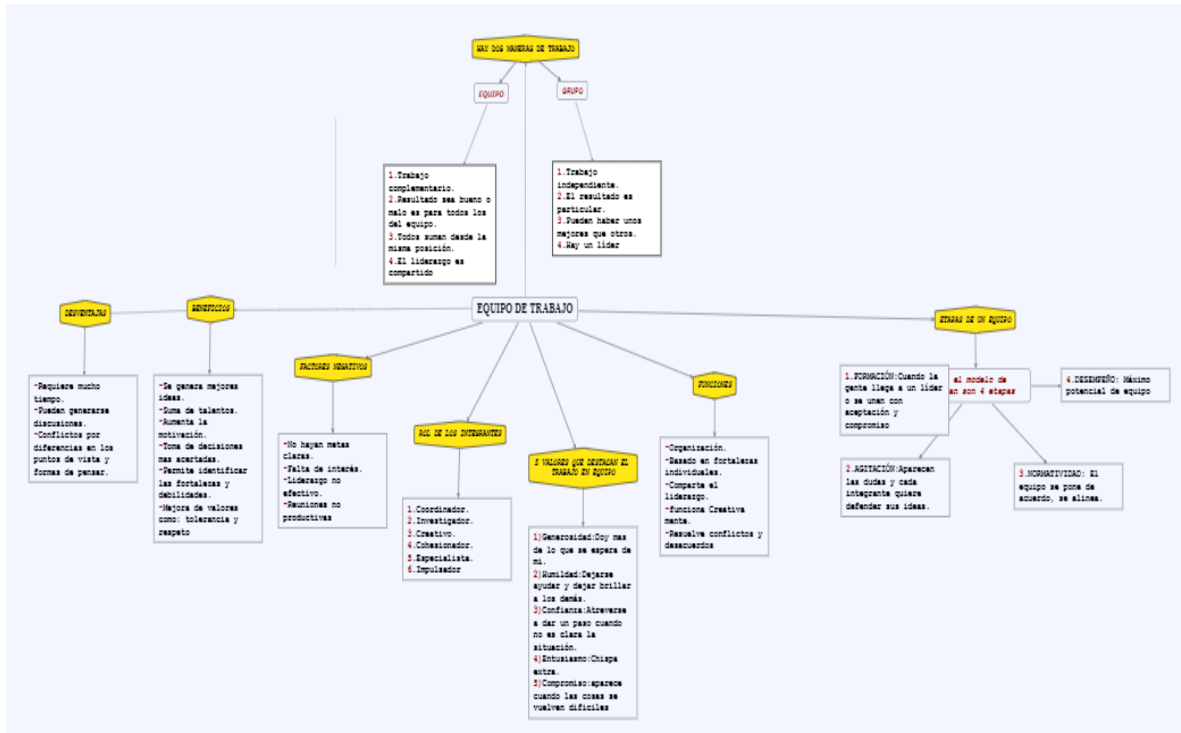 HAY DOS MANERAS DE TRABAJO
EQUIPO
GRUPO
1.Trabajo
complementario.
2.Resultado sea bueno o
malo es para todos los
del equipo.
3.Todos suman desde la
misma posición.
4.El liderazgo es
compartido
1.Trabajo
independiente.
2.El resultado es
particular.
3.Pueden haber unos
mejores que otros.
4.Hay un líder
EQUIPO DE TRABAJO
DESVENTAJAS
-Requiere mucho
tiempo.
-Pueden generarse
discusiones.
-Conflictos por
diferencias en los
puntos de vista y
formas de pensar.
BENEFICIOS
-Se genera mejores
ideas.
-Suma de talentos.
-Aumenta la
motivación.
-Toma de decisiones
mas acertadas.
-Permite identificar
las fortalezas y
debilidades.
-Mejora de valores
como: tolerancia y
respeto
FACTORES NEGATIVOS
-No hayan metas
claras.
-Falta de interés.
-Liderazgo no
efectivo.
-Reuniones no
productivas
ROL DE LOS INTEGRANTES
1.Coordinador.
2.Investigador.
3.Creativo.
4.Cohesionador.
5.Especialista.
6.Impulsador
5 VALORES QUE DESTACAN EL
TRABAJO EN EQUIPO
1)Generosidad:Doy mas
de lo que se espera de
mi.
2)Humildad:Dejarse
ayudar y dejar brillar
a los demás.
3)Confianza:Atreverse
a dar un paso cuando
no es clara la
situación.
4)Entusiasmo:Chispa
extra.
5)Compromiso:aparece
cuando las cosas se
vuelven dificiles
FUNCIONES
-Organización.
-Basado en fortalezas
individuales.
-Comparte el
liderazgo.
-funciona Creativa
mente.
-Resuelve conflictos y
desacuerdos
ETAPAS DE UN EQUIPO
el modelo de
an son 4 etapas
1.FORMACIÓN:Cuando la
gente llega a un líder
o se unen con
aceptación y
compromiso
2.AGITACIÓN:Aparecen
las dudas y cada
integrante quiere
defender sus ideas.
3.NORMATIVIDAD: El
equipo se pone de
acuerdo, se alinea.
4.DESEMPEÑO: Máximo
potencial de equipo